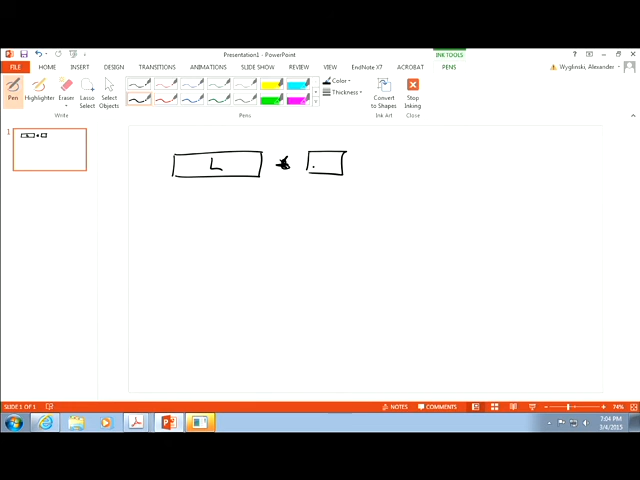 Presentation1 - PowerPoint
INK TOOLS
FILE HOME INSERT DESIGN TRANSITIONS ANIMATIONS SLIDE SHOW REVIEW VIEW EndNote X7 ACROBAT PENS
Wyglinski, Alexander
Pen Highlighter Eraser Lasso Select Select Objects
Color Thickness
Convert to Shapes Stop Inking
Write Pens Ink Art Close
1
L
SLIDE 1 OF 1 NOTES COMMENTS 74%
7:04 PM
3/4/2015